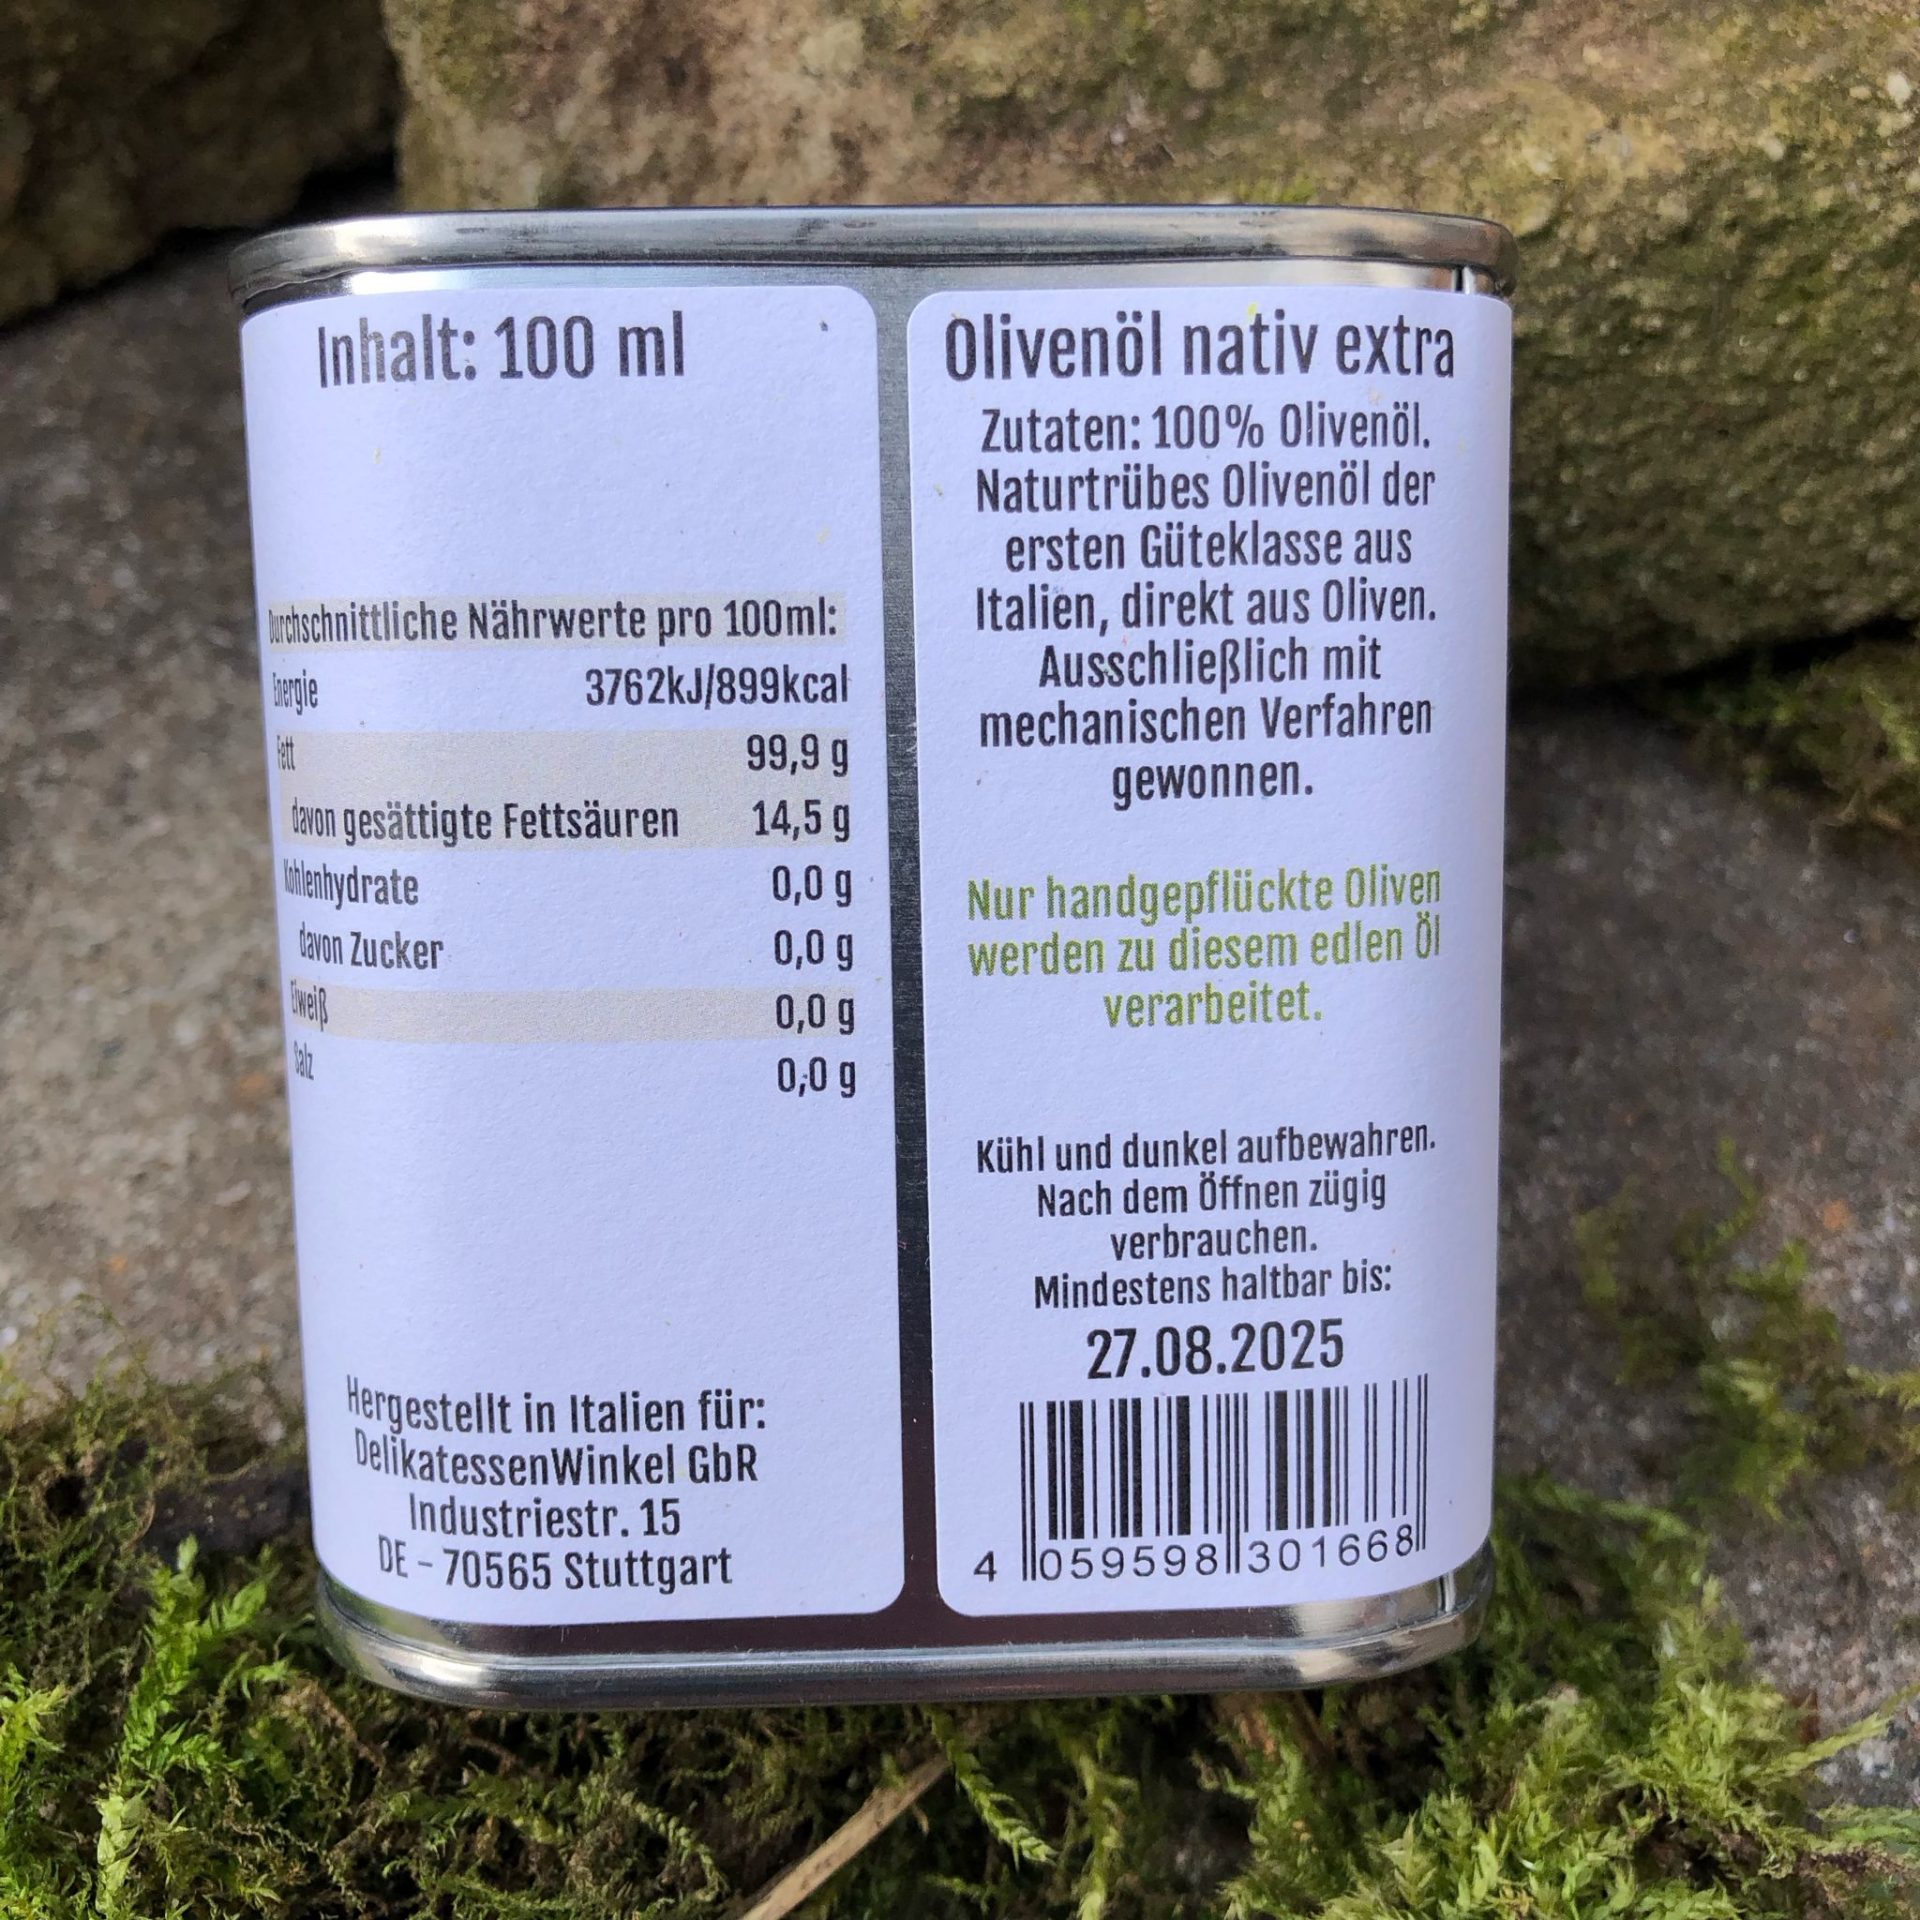 Inhalt: 100 ml
Durchschnittliche Nährwerte pro 100ml:
Energie 3762kJ/899kcal
Fett 99,9 g
davon gesättigte Fettsäuren 14,5 g
Kohlenhydrate 0,0 g
davon Zucker 0,0 g
Eiweiß 0,0 g
Salz 0,0 g
Hergestellt in Italien für:
DelikatessenWinkel GbR
Industriestr. 15
DE - 70565 Stuttgart
Olivenöl nativ extra
Zutaten: 100% Olivenöl.
Naturtrübes Olivenöl der
ersten Güteklasse aus
Italien, direkt aus Oliven.
Ausschließlich mit
mechanischen Verfahren
gewonnen.
Nur handgepflückte Oliven
werden zu diesem edlen Öl
verarbeitet.
Kühl und dunkel aufbewahren.
Nach dem Öffnen zügig
verbrauchen.
Mindestens haltbar bis:
27.08.2025
4 059598 301668